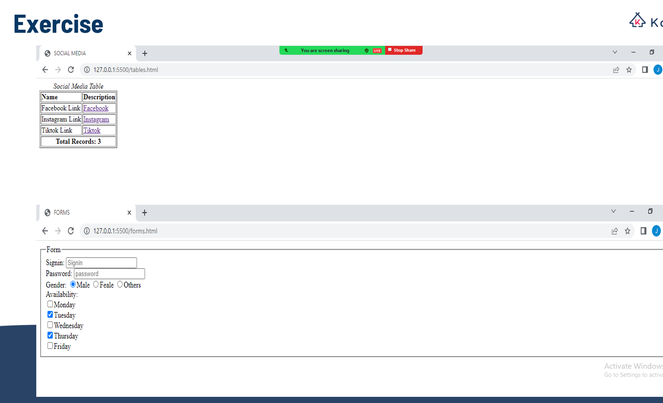 Exercise
K
SOCIAL MEDIA
You are screen sharing
Stop Share
127.0.0.1:5500/tables.html
Social Media Table
Name Description
Facebook Link Facebook
Instagram Link Instagram
Tiktok Link Tiktok
Total Records: 3
FORMS
127.0.0.1:5500/forms.html
Form
Signin: Signin
Password: password
Gender: Male Feale Others
Availability:
Monday
Tuesday
Wednesday
Thursday
Friday
Activate Window
Go to Settings to activ